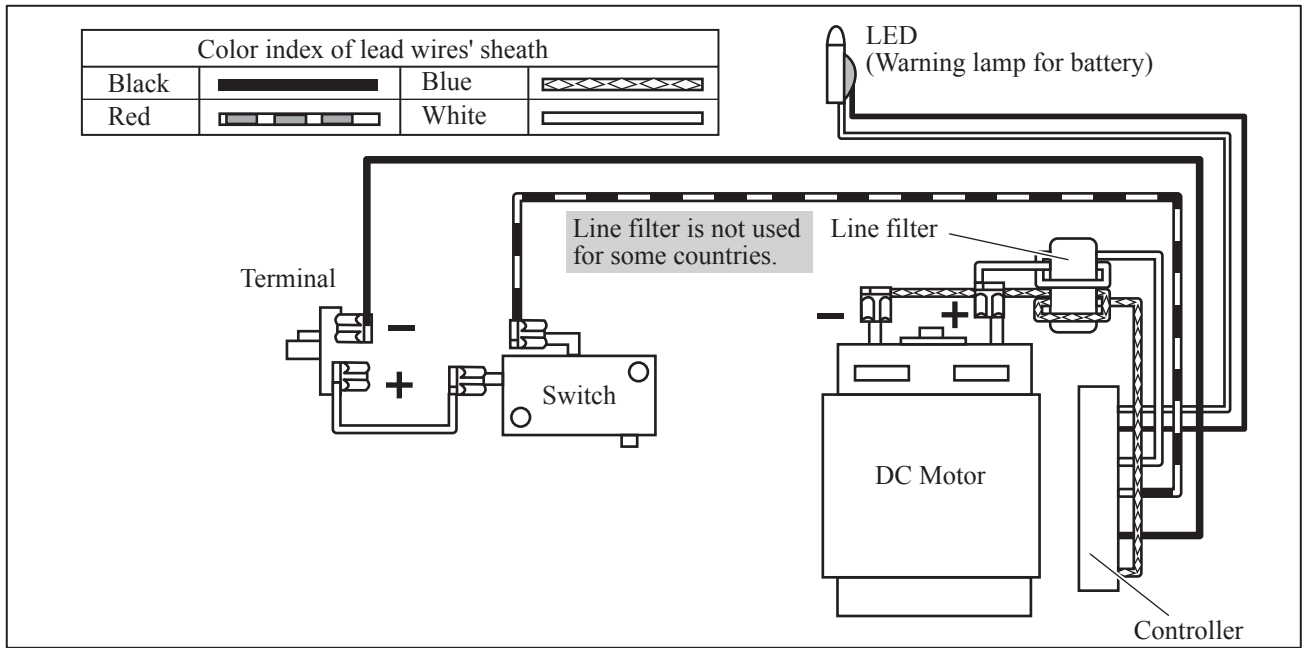 Color index of lead wires' sheath
Black
Blue
Red
White
LED
(Warning lamp for battery)
Line filter is not used
for some countries.
Line filter
Terminal
−
+
−
+
Switch
DC Motor
Controller